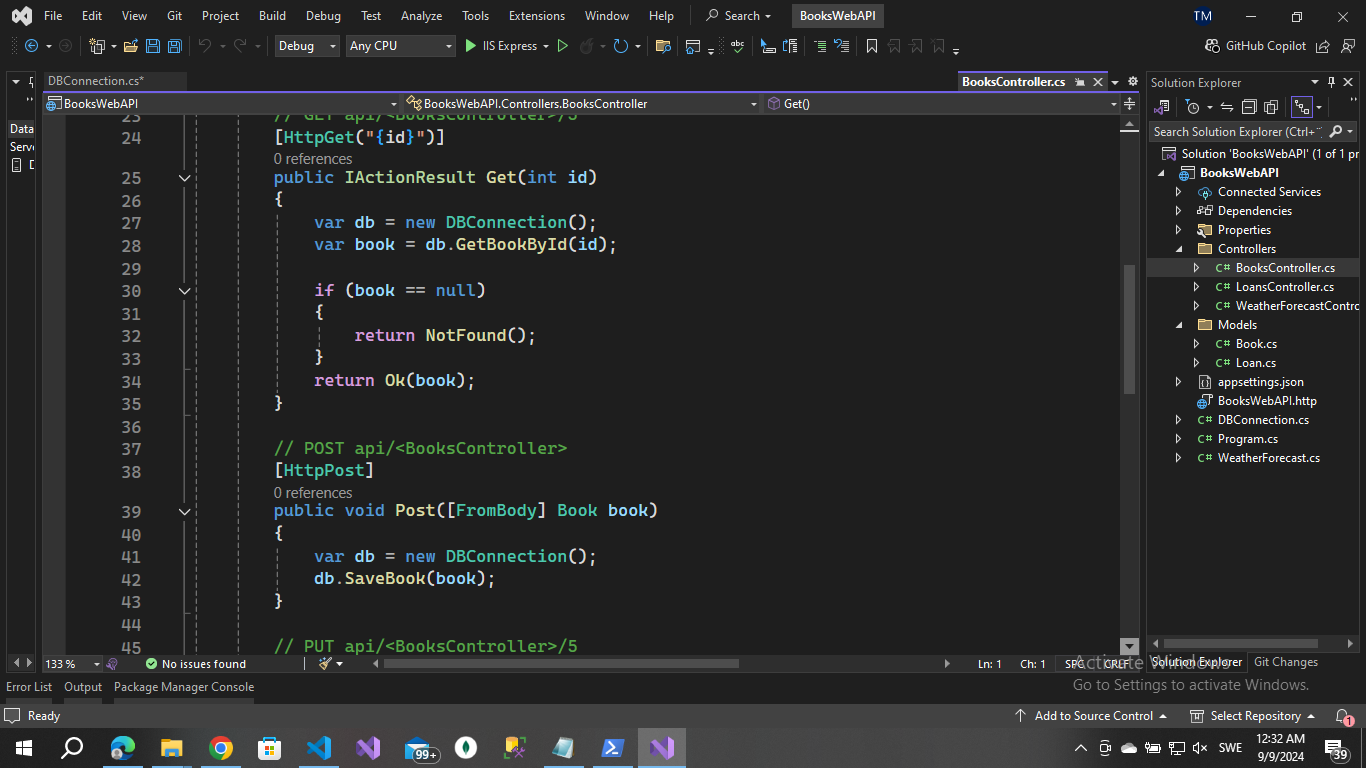 File Edit View Git Project Build Debug Test Analyze Tools Extensions Window Help Search BooksWebAPI TM
Debug Any CPU IIS Express GitHub Copilot
DBConnection.cs* BooksController.cs
BooksWebAPI BooksWebAPI.Controllers.BooksController Get()
23 // GET api/<BooksController>/5
24 [HttpGet("{id}")]
0 references
25 public IActionResult Get(int id)
26 {
27 var db = new DBConnection();
28 var book = db.GetBookById(id);
29
30 if (book == null)
31 {
32 return NotFound();
33 }
34 return Ok(book);
35 }
36
37 // POST api/<BooksController>
38 [HttpPost]
0 references
39 public void Post([FromBody] Book book)
40 {
41 var db = new DBConnection();
42 db.SaveBook(book);
43 }
44
45 // PUT api/<BooksController>/5
133 % No issues found Ln: 1 Ch: 1 SPC CRLF
Data
Serve
D
Solution Explorer
Search Solution Explorer (Ctrl+
Solution 'BooksWebAPI' (1 of 1 pr
BooksWebAPI
Connected Services
Dependencies
Properties
Controllers
C# BooksController.cs
C# LoansController.cs
C# WeatherForecastContro
Models
C# Book.cs
C# Loan.cs
appsettings.json
BooksWebAPI.http
C# DBConnection.cs
C# Program.cs
C# WeatherForecast.cs
Solution Explorer Git Changes
Activate Windows
Go to Settings to activate Windows.
Error List Output Package Manager Console
Ready Add to Source Control Select Repository 1
99+ SWE 12:32 AM
9/9/2024
39